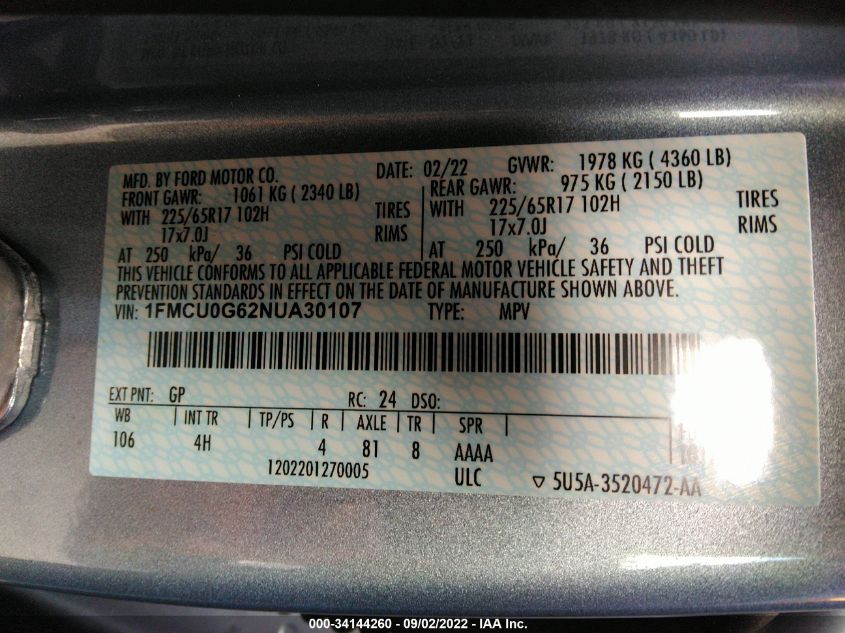 MFD. BY FORD MOTOR CO. DATE: 02/22 GVWR: 1978 KG ( 4360 LB)
FRONT GAWR: 1061 KG ( 2340 LB) REAR GAWR: 975 KG ( 2150 LB)
WITH 225/65R17 102H TIRES WITH 225/65R17 102H TIRES
17x7.0J RIMS 17x7.0J RIMS
AT 250 kPa/ 36 PSI COLD AT 250 kPa/ 36 PSI COLD
THIS VEHICLE CONFORMS TO ALL APPLICABLE FEDERAL MOTOR VEHICLE SAFETY AND THEFT
PREVENTION STANDARDS IN EFFECT ON THE DATE OF MANUFACTURE SHOWN ABOVE.
VIN: 1FMCU0G62NUA30107 TYPE: MPV
EXT PNT: GP RC: 24 DSO:
WB INT TR TP/PS R AXLE TR SPR
106 4H 4 81 8 AAAA
1202201270005 ULC ▽ 5U5A-3520472-AA
000-34144260 - 09/02/2022 - IAA Inc.